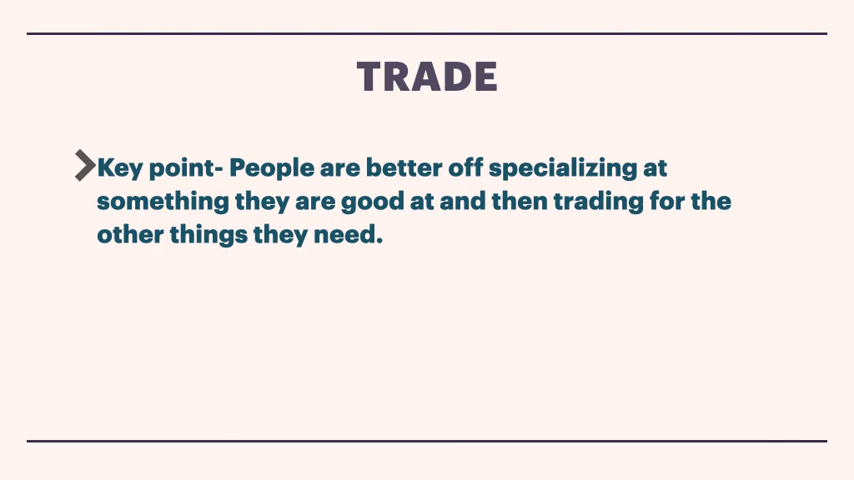 TRADE
Key point- People are better off specializing at
something they are good at and then trading for the
other things they need.